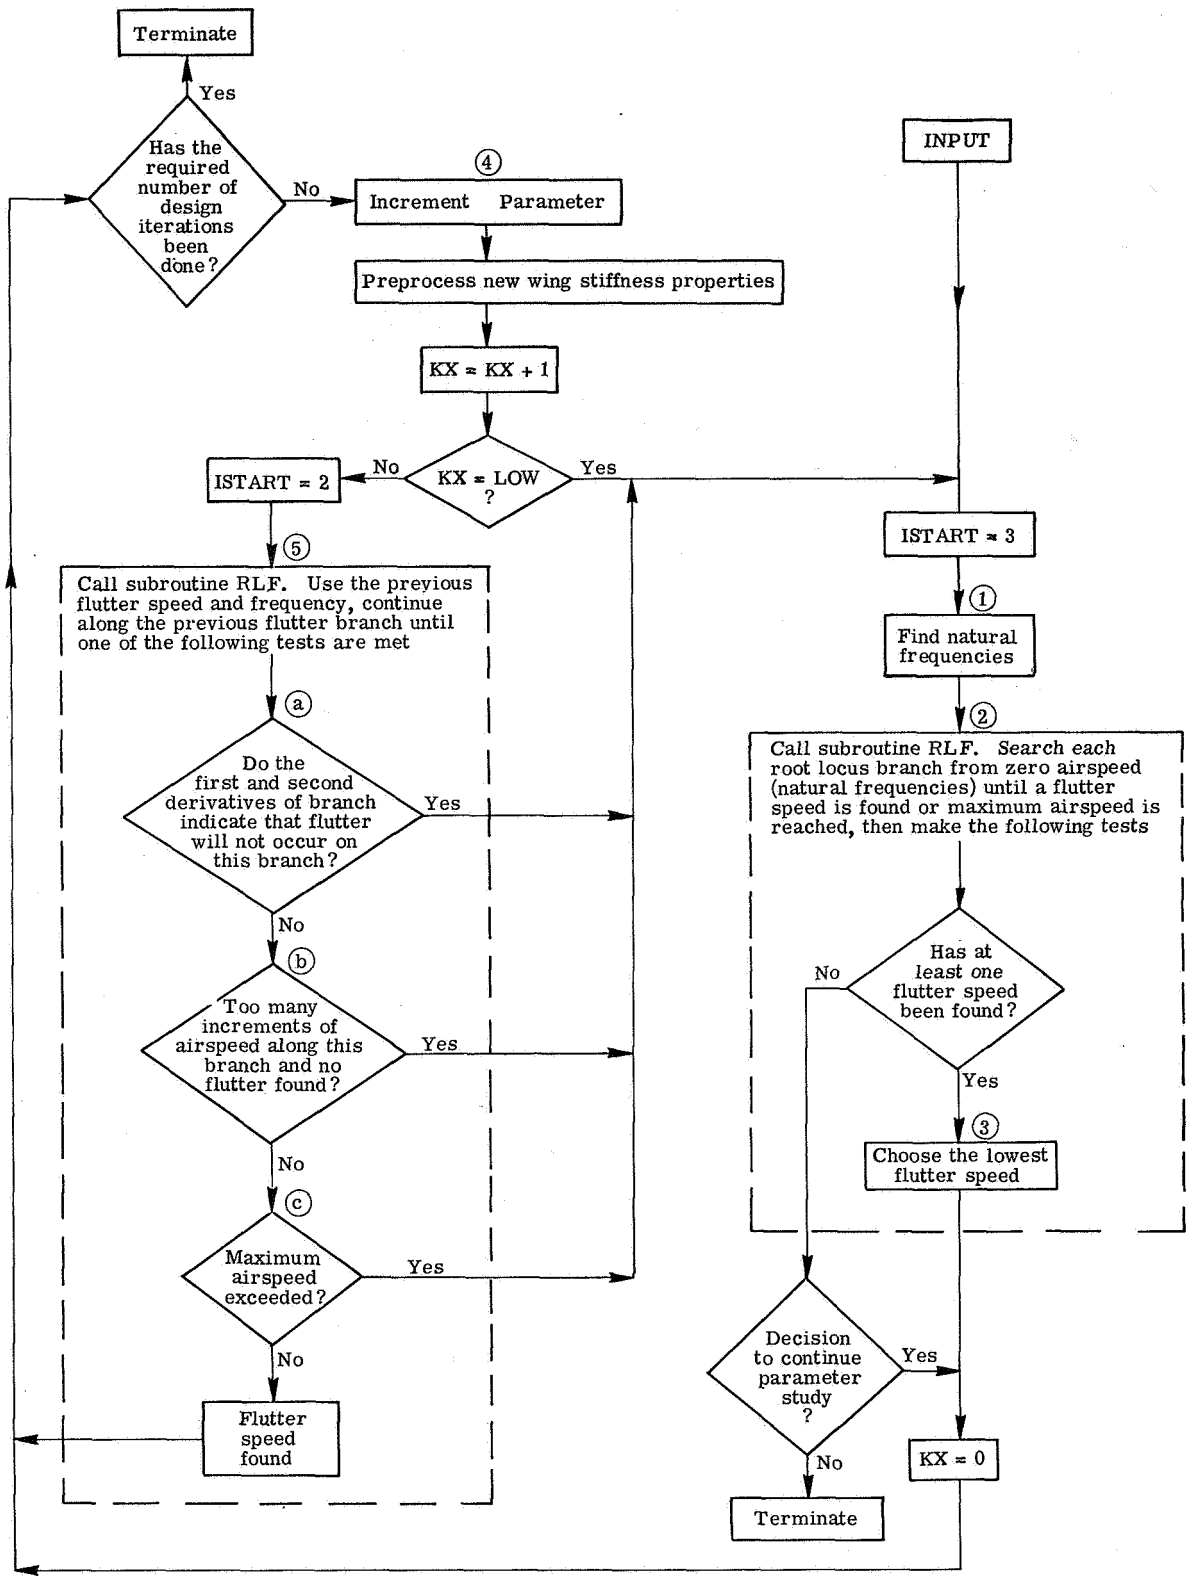 Terminate
Yes
Has the
required
number of
design
iterations
been
done?
No
4
Increment Parameter
Preprocess new wing stiffness properties
KX = KX + 1
KX = LOW
?
No
Yes
INPUT
ISTART = 2
5
Call subroutine RLF. Use the previous
flutter speed and frequency, continue
along the previous flutter branch until
one of the following tests are met
a
Do the
first and second
derivatives of branch
indicate that flutter
will not occur on
this branch?
Yes
No
b
Too many
increments of
airspeed along this
branch and no
flutter found?
Yes
No
c
Maximum
airspeed
exceeded?
Yes
No
Flutter
speed
found
ISTART = 3
1
Find natural
frequencies
2
Call subroutine RLF. Search each
root locus branch from zero airspeed
(natural frequencies) until a flutter
speed is found or maximum airspeed is
reached, then make the following tests
Has at
least one
flutter speed
been found?
No
Yes
3
Choose the lowest
flutter speed
Decision
to continue
parameter
study
?
Yes
No
KX = 0
Terminate